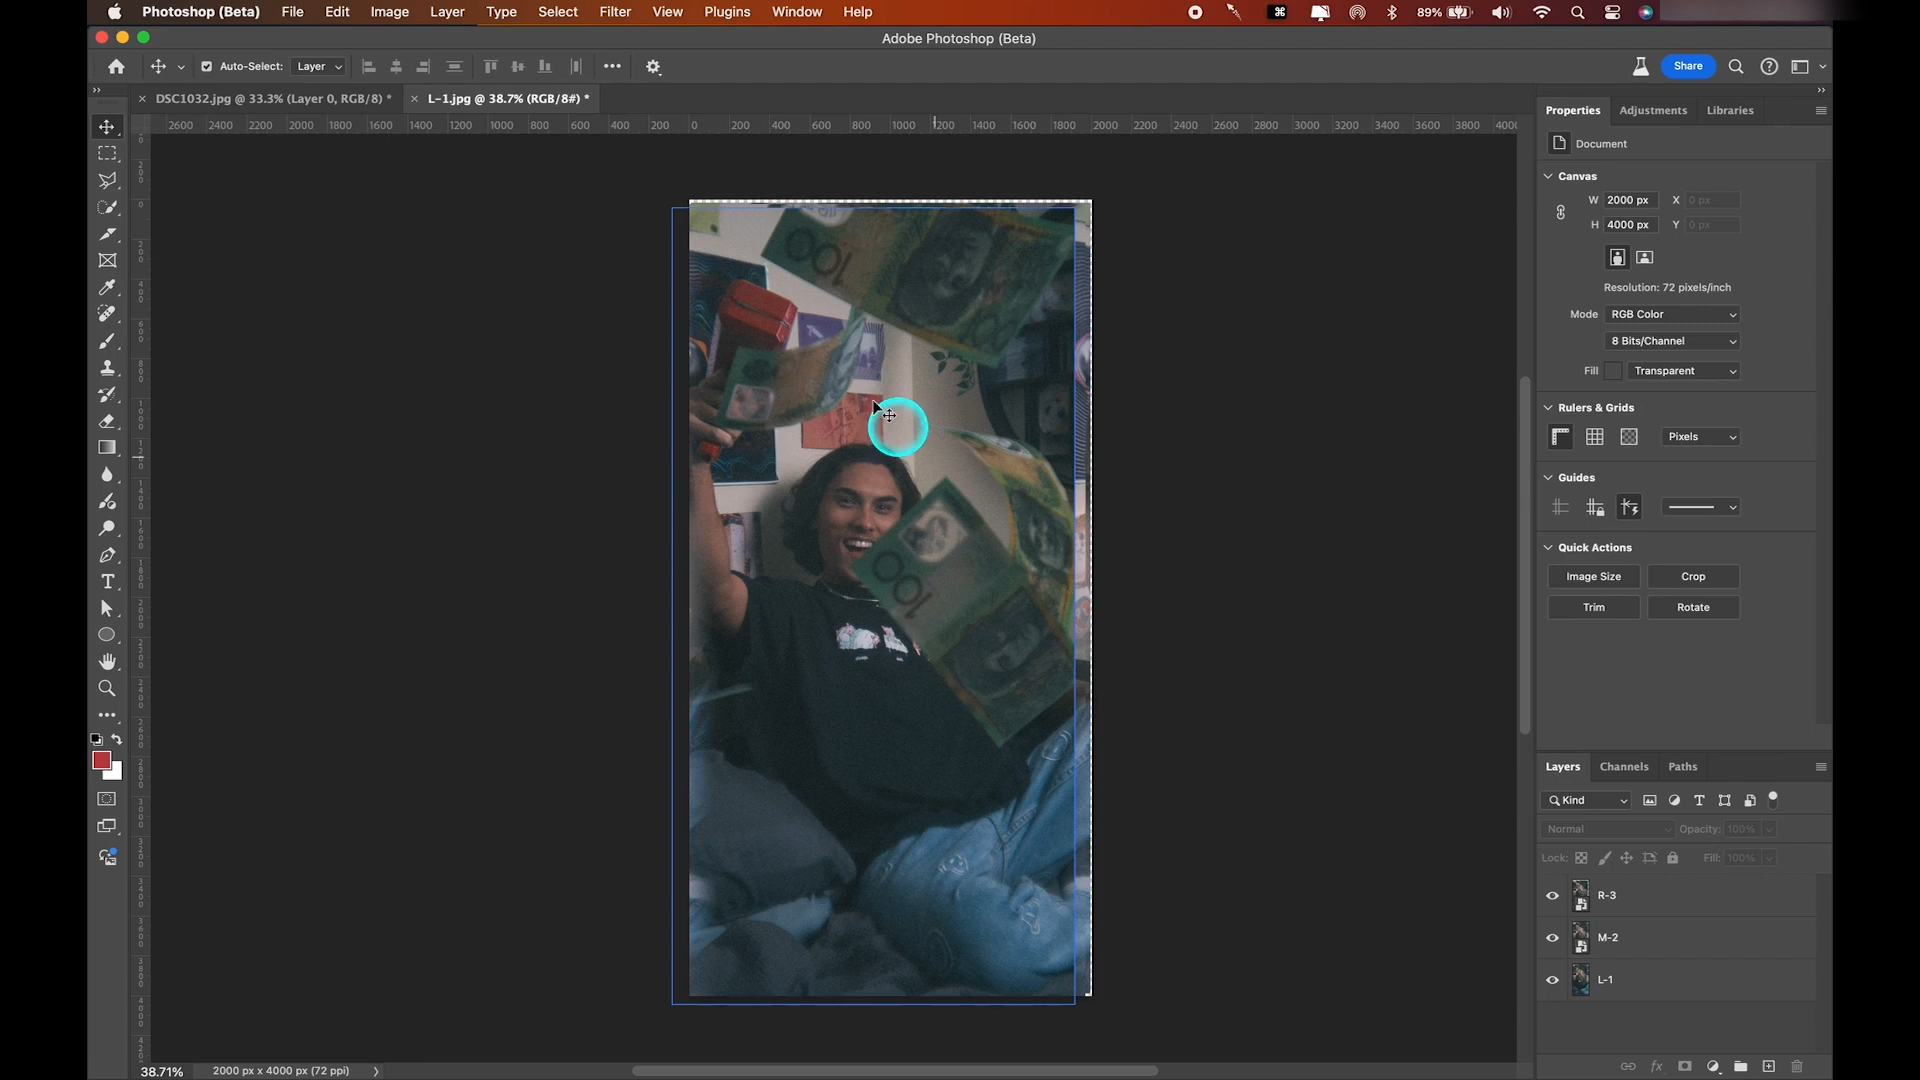 Photoshop (Beta) File Edit Image Layer Type Select Filter View Plugins Window Help 89%
Adobe Photoshop (Beta)
Auto-Select: Layer Share
DSC1032.jpg @ 33.3% (Layer 0, RGB/8) * L-1.jpg @ 38.7% (RGB/8#) *
2600 2400 2200 2000 1800 1600 1400 1200 1000 800 600 400 200 0 200 400 600 800 1000 1200 1400 1600 1800 2000 2200 2400 2600 2800 3000 3200 3400 3600 3800 4000
Properties Adjustments Libraries
Document
Canvas
W 2000 px X 0 px
H 4000 px Y 0 px
Resolution: 72 pixels/inch
Mode RGB Color
8 Bits/Channel
Fill Transparent
Rulers & Grids
Pixels
Guides
Quick Actions
Image Size Crop
Trim Rotate
100
100
Layers Channels Paths
Kind
Normal Opacity: 100%
Lock: Fill: 100%
R-3
M-2
L-1
38.71% 2000 px x 4000 px (72 ppi)